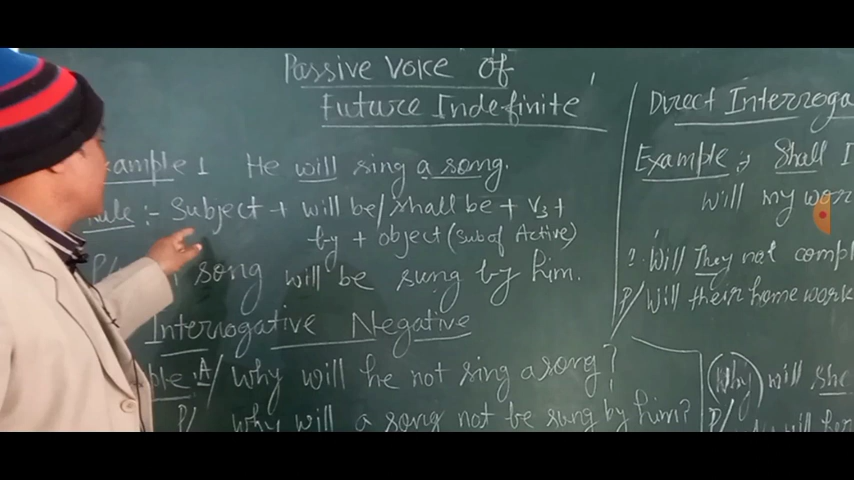 Passive Voice of
Future Indefinite
Example 1 He will sing a song.
Rule :- Subject + will be/shall be + V3 +
by + object (Sub of Active)
P/ song will be sung by him.
Interrogative Negative
A/ Why will he not sing a song?
P/ Why will a song not be sung by him?
Direct Interroga
Example :- Shall I
Will my wor
? Will They not compl
P/ Will their home work
(Why) will she
P/ will her